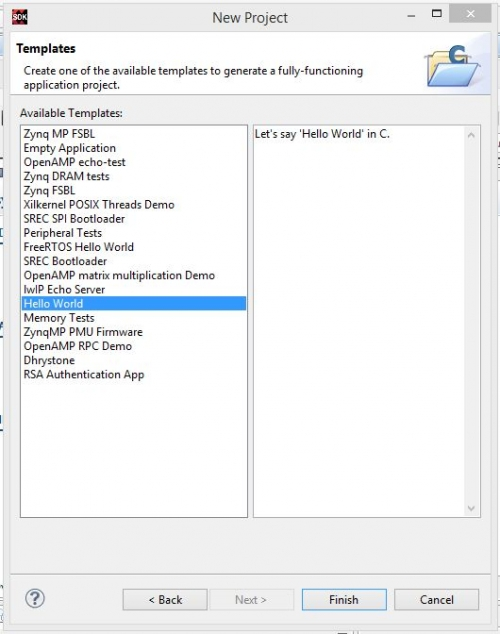 SDK
New Project
Templates
Create one of the available templates to generate a fully-functioning
application project.
C
Available Templates:
Zynq MP FSBL
Empty Application
OpenAMP echo-test
Zynq DRAM tests
Zynq FSBL
Xilkernel POSIX Threads Demo
SREC SPI Bootloader
Peripheral Tests
FreeRTOS Hello World
SREC Bootloader
OpenAMP matrix multiplication Demo
lwIP Echo Server
Hello World
Memory Tests
ZynqMP PMU Firmware
OpenAMP RPC Demo
Dhrystone
RSA Authentication App
Let's say 'Hello World' in C.
?
< Back
Next >
Finish
Cancel